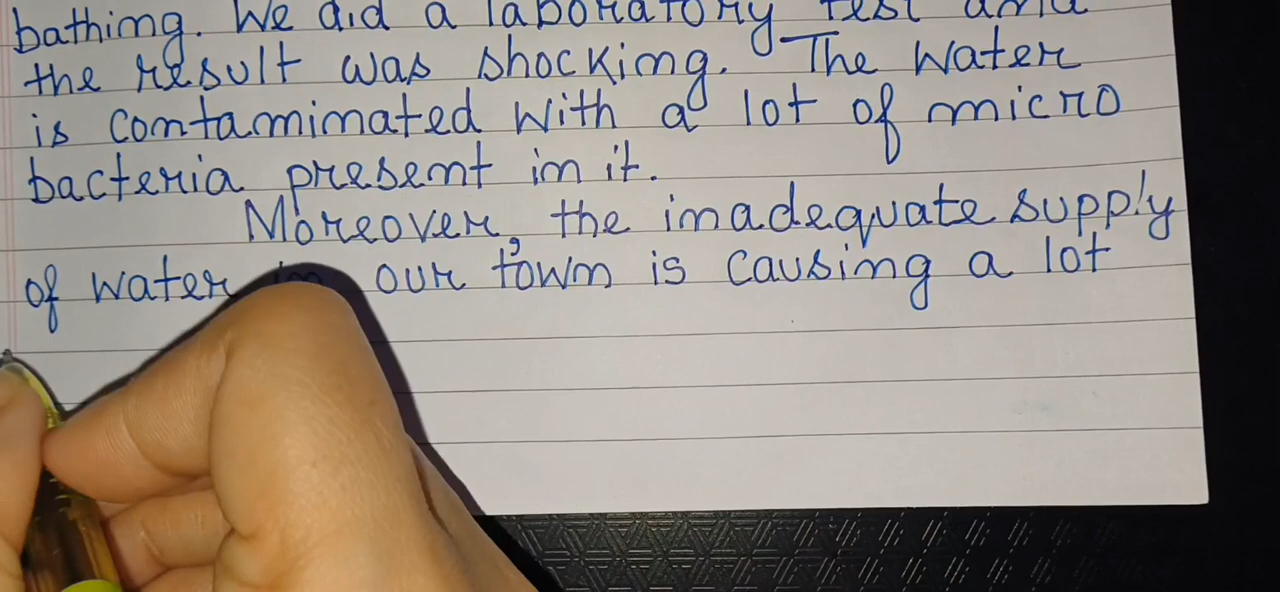 bathing. We did a laboratory test and
the result was shocking. The water
is contaminated with a lot of micro
bacteria present in it.
Moreover, the inadequate supply
of water in our town is causing a lot